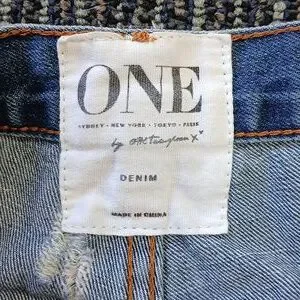 ONE
SYDNEY • NEW YORK • TOKYO • PARIS
by
DENIM
MADE IN CHINA